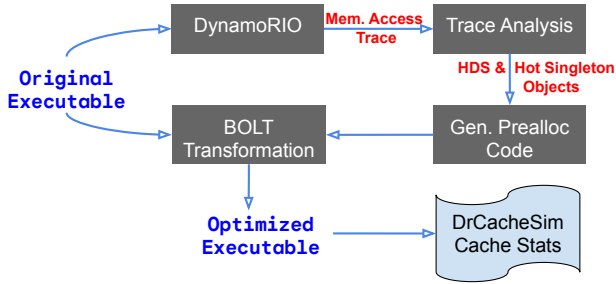 DynamoRIO
Mem. Access
Trace
Trace Analysis
Original
Executable
HDS & Hot Singleton
Objects
BOLT
Transformation
Gen. Prealloc
Code
Optimized
Executable
DrCacheSim
Cache Stats